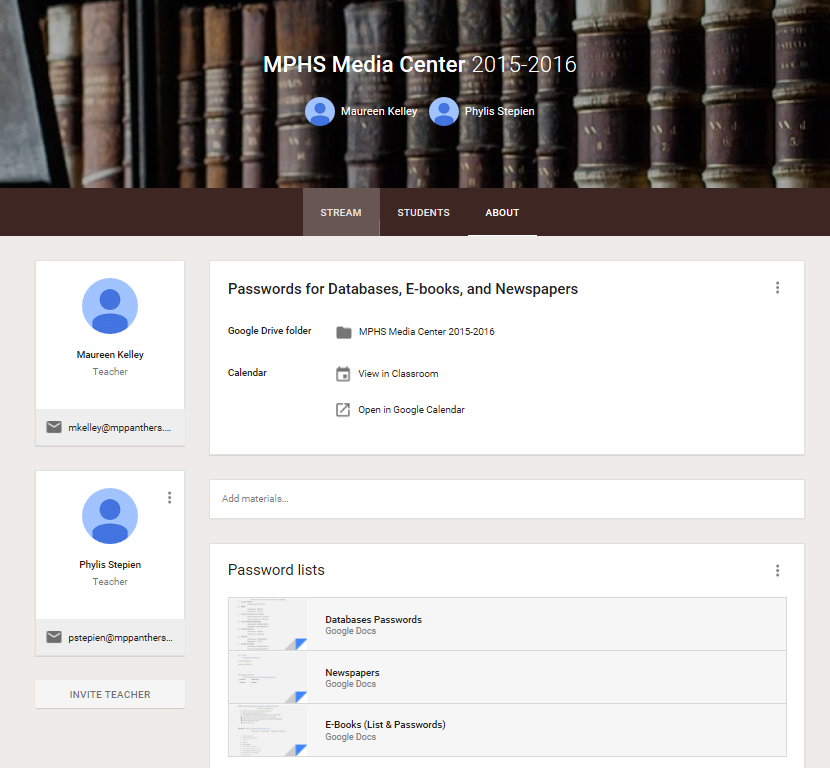 MPHS Media Center 2015-2016
Maureen Kelley Phylis Stepien
STREAM STUDENTS ABOUT
Maureen Kelley
Teacher
mkelley@mppanthers....
Phylis Stepien
Teacher
pstepien@mppanthers...
INVITE TEACHER
Passwords for Databases, E-books, and Newspapers
Google Drive folder MPHS Media Center 2015-2016
Calendar View in Classroom
Open in Google Calendar
Add materials...
Password lists
Databases Passwords
Google Docs
Newspapers
Google Docs
E-Books (List & Passwords)
Google Docs